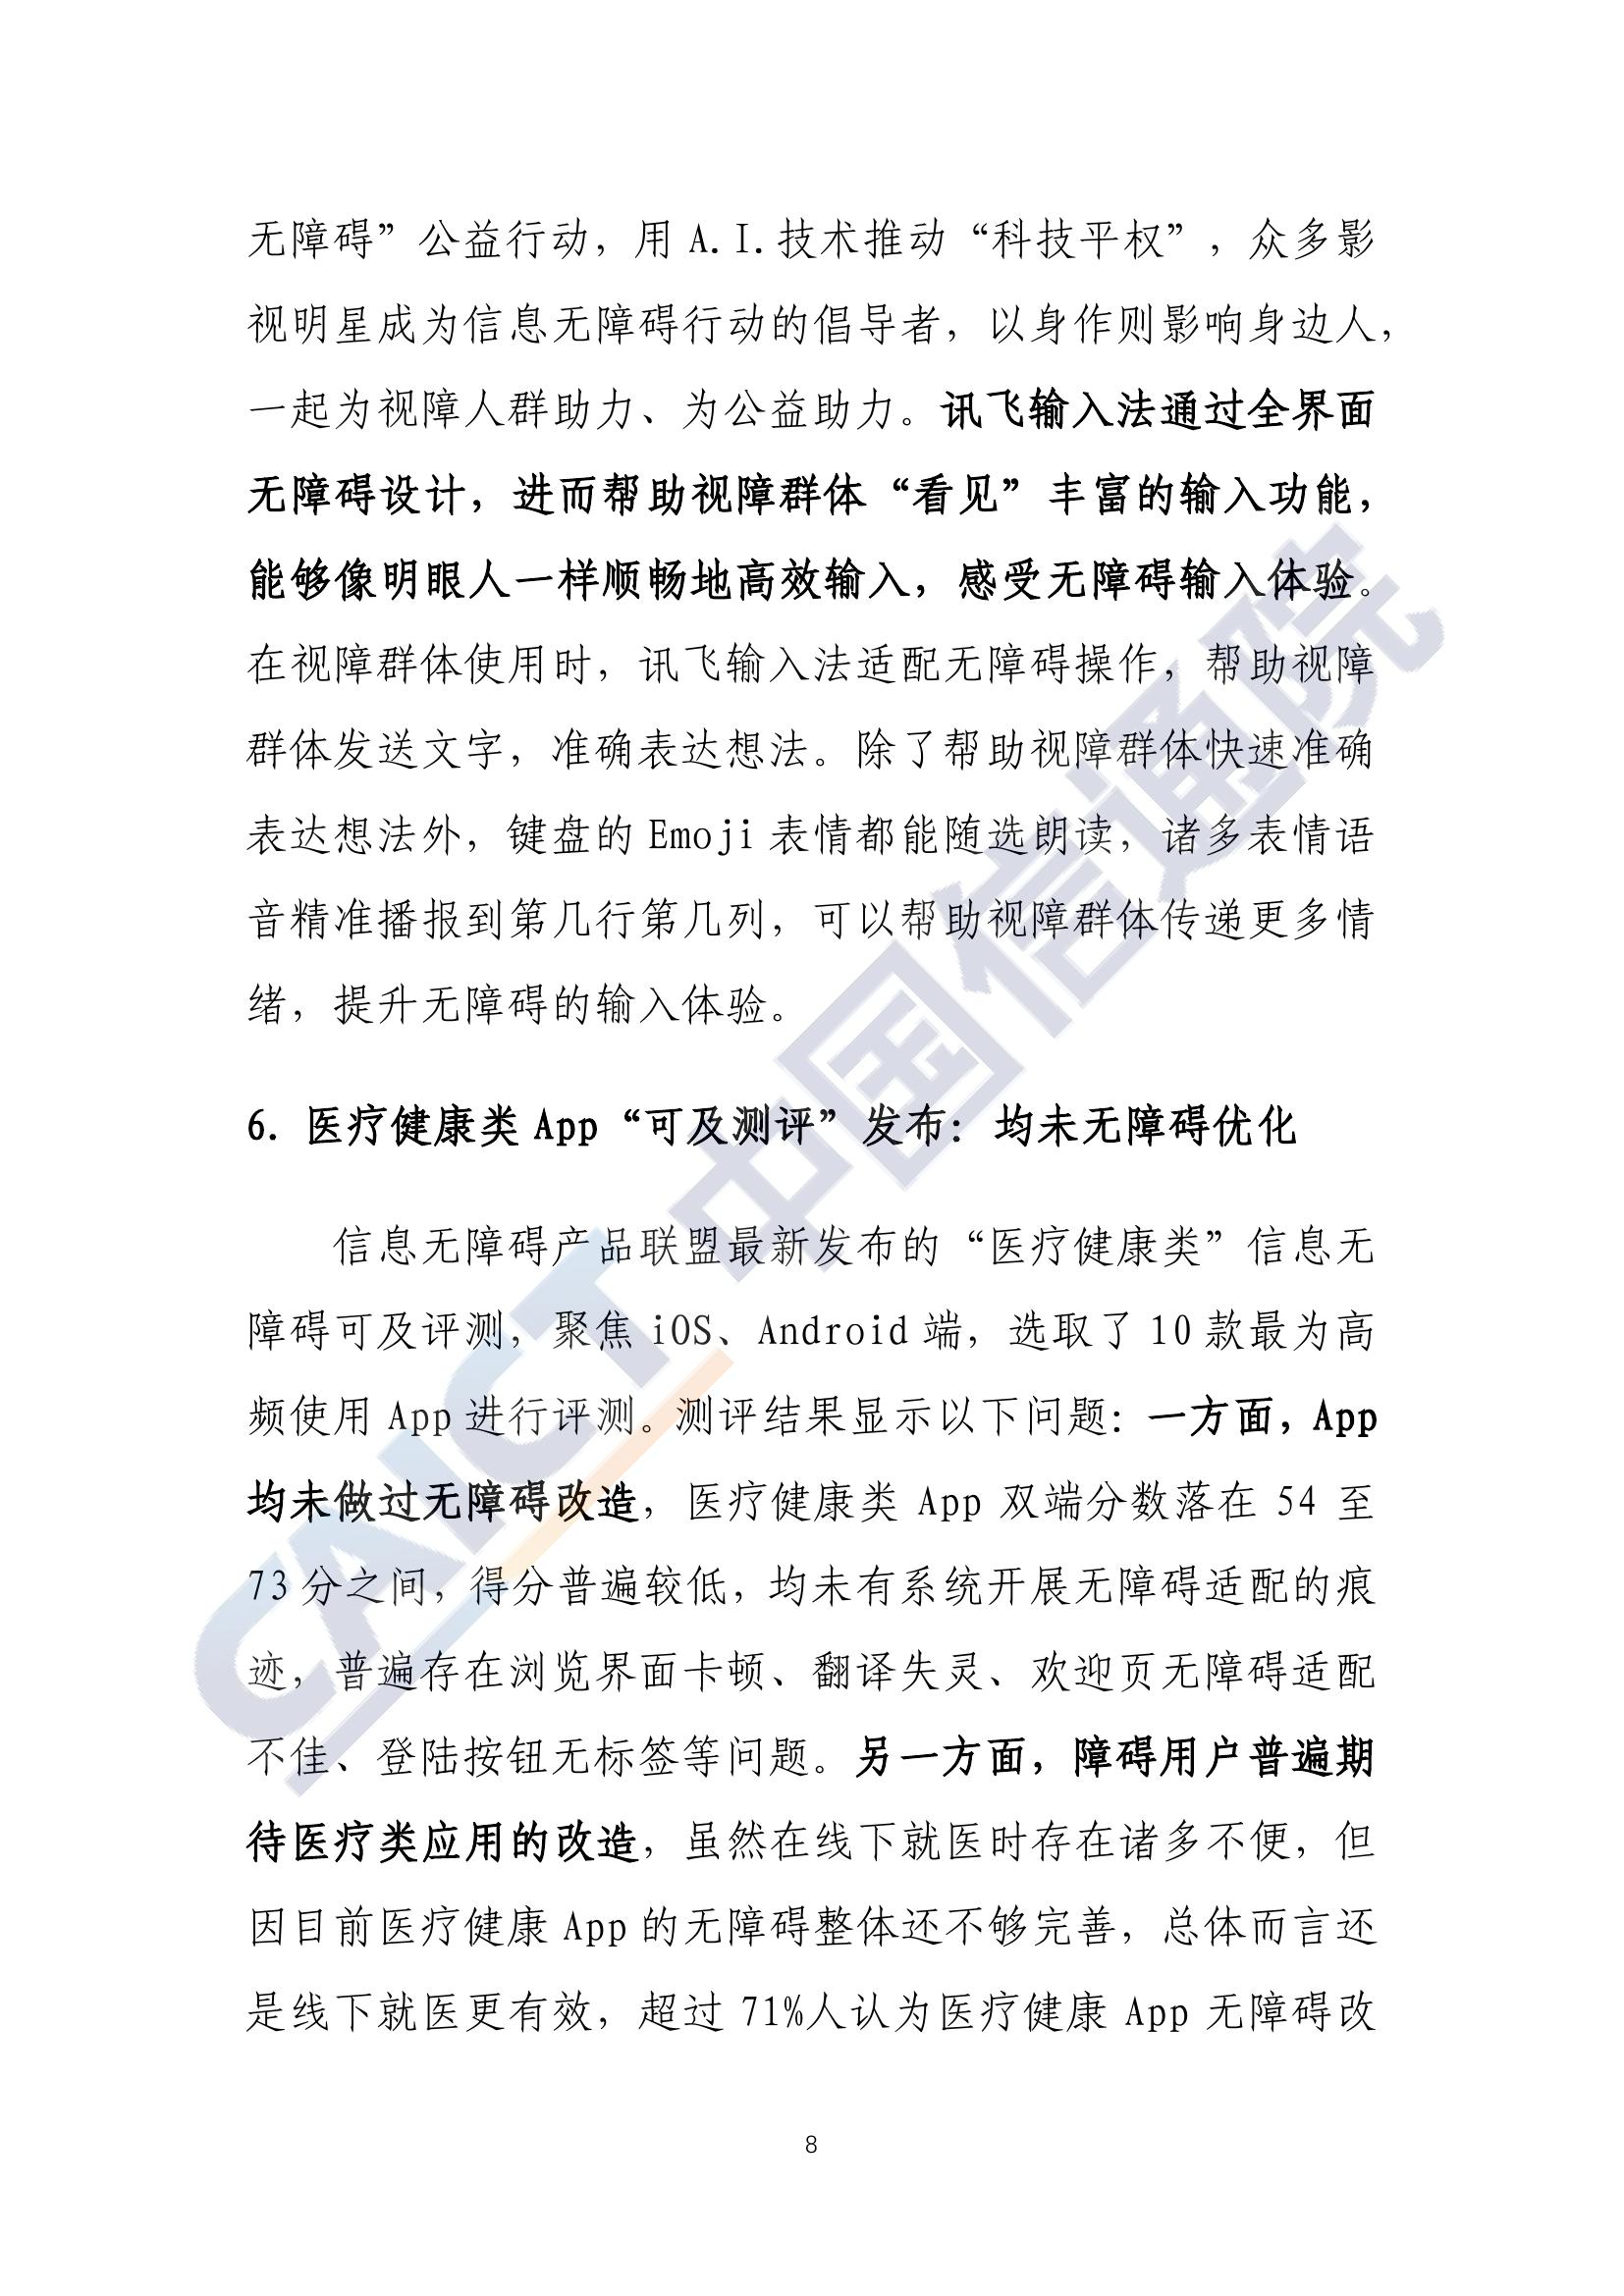 无障碍”公益行动，用 A.I.技术推动“科技平权”，众多影
视明星成为信息无障碍行动的倡导者，以身作则影响身边人，
一起为视障人群助力、为公益助力。讯飞输入法通过全界面
无障碍设计，进而帮助视障群体“看见”丰富的输入功能，
能够像明眼人一样顺畅地高效输入，感受无障碍输入体验。
在视障群体使用时，讯飞输入法适配无障碍操作，帮助视障
群体发送文字，准确表达想法。除了帮助视障群体快速准确
表达想法外，键盘的 Emoji 表情都能随选朗读，诸多表情语
音精准播报到第几行第几列，可以帮助视障群体传递更多情
绪，提升无障碍的输入体验。
6. 医疗健康类 App“可及测评”发布：均未无障碍优化
信息无障碍产品联盟最新发布的“医疗健康类”信息无
障碍可及评测，聚焦 iOS、Android 端，选取了 10 款最为高
频使用 App 进行评测。测评结果显示以下问题：一方面，App
均未做过无障碍改造，医疗健康类 App 双端分数落在 54 至
73 分之间，得分普遍较低，均未有系统开展无障碍适配的痕
迹，普遍存在浏览界面卡顿、翻译失灵、欢迎页无障碍适配
不佳、登陆按钮无标签等问题。另一方面，障碍用户普遍期
待医疗类应用的改造，虽然在线下就医时存在诸多不便，但
因目前医疗健康 App 的无障碍整体还不够完善，总体而言还
是线下就医更有效，超过 71%人认为医疗健康 App 无障碍改
8
CAICT 中国信通院